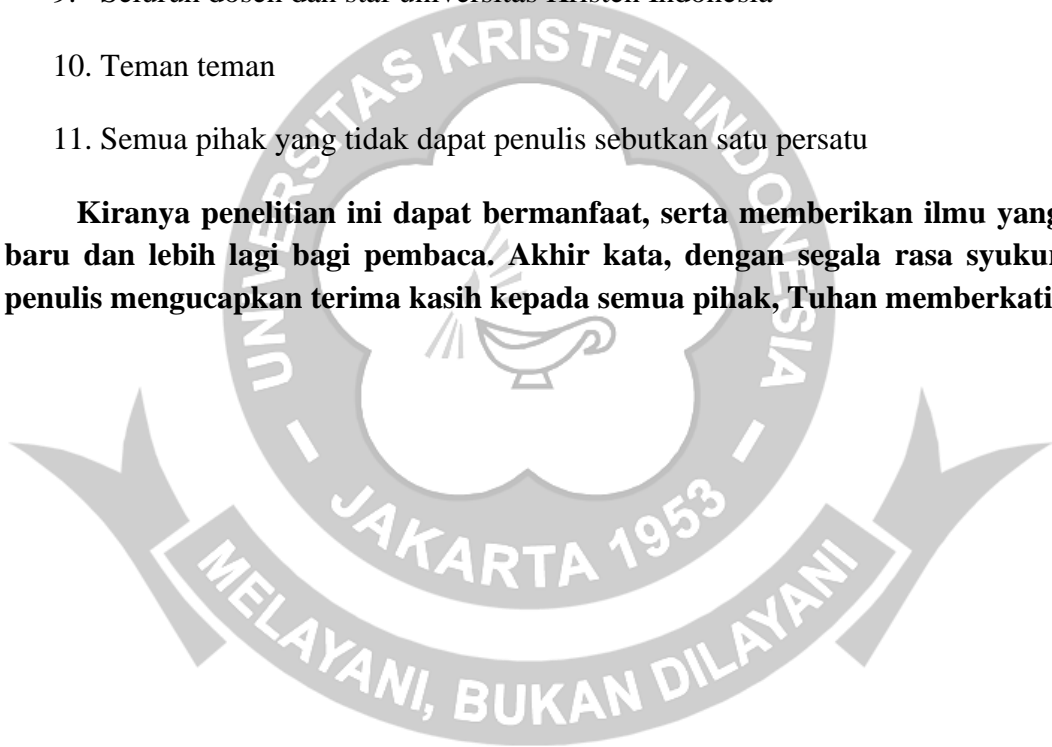 9. Seluruh dosen dan staf universitas Kristen Indonesia
10. Teman teman
11. Semua pihak yang tidak dapat penulis sebutkan satu persatu
Kiranya penelitian ini dapat bermanfaat, serta memberikan ilmu yang
baru dan lebih lagi bagi pembaca. Akhir kata, dengan segala rasa syukur
penulis mengucapkan terima kasih kepada semua pihak, Tuhan memberkati
UNIVERSITAS KRISTEN INDONESIA
– JAKARTA 1953 –
MELAYANI, BUKAN DILAYANI